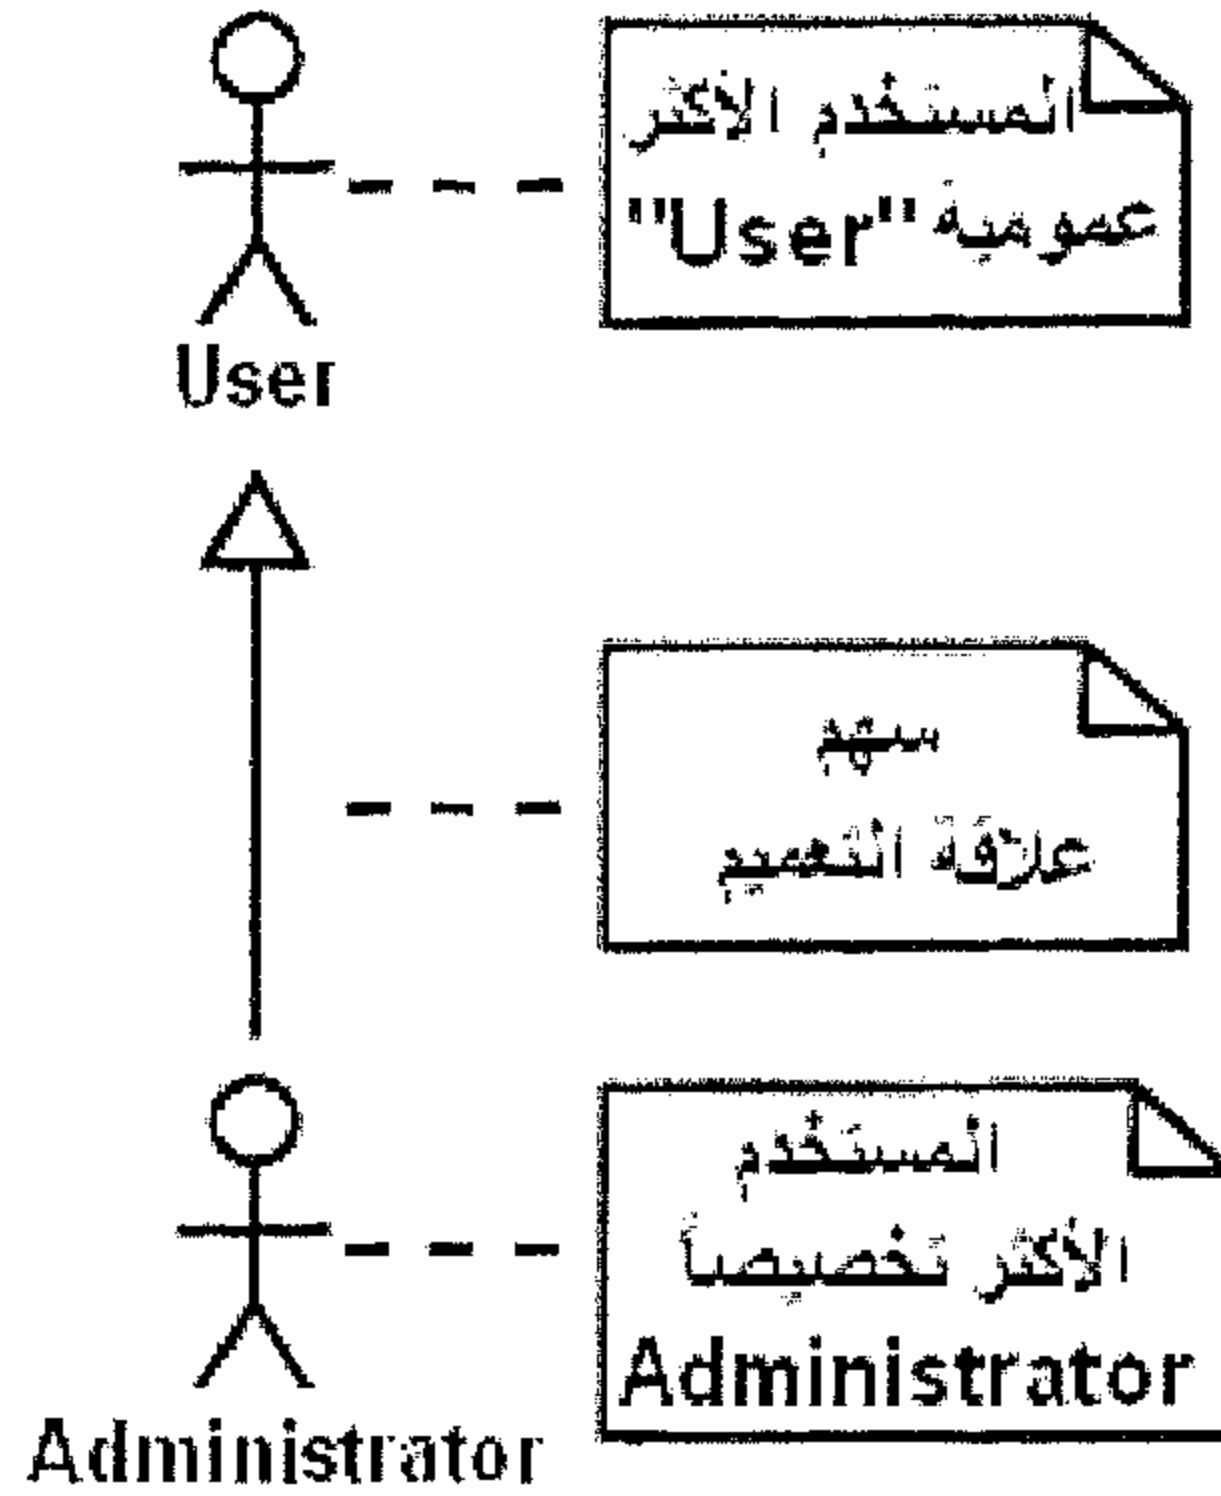 المستخدم الأكثر
عمومية "User"
User
سهم
علاقة التعميم
المستخدم
الأكثر تخصيصاً
Administrator
Administrator